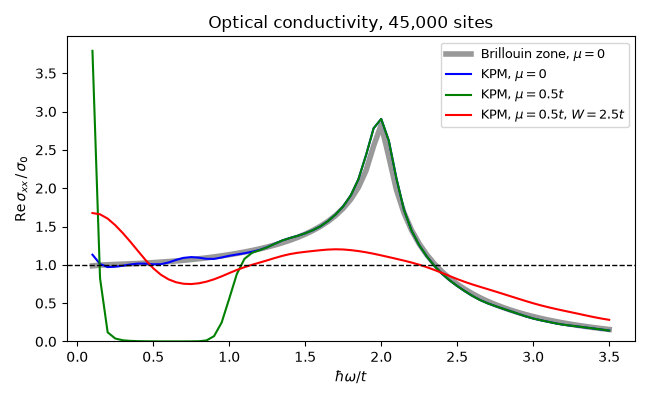 Optical conductivity, 45,000 sites
Re σxx / σ0
3.5
3.0
2.5
2.0
1.5
1.0
0.5
0.0
Brillouin zone, μ = 0
KPM, μ = 0
KPM, μ = 0.5t
KPM, μ = 0.5t, W = 2.5t
0.0 0.5 1.0 1.5 2.0 2.5 3.0 3.5
ħω/t